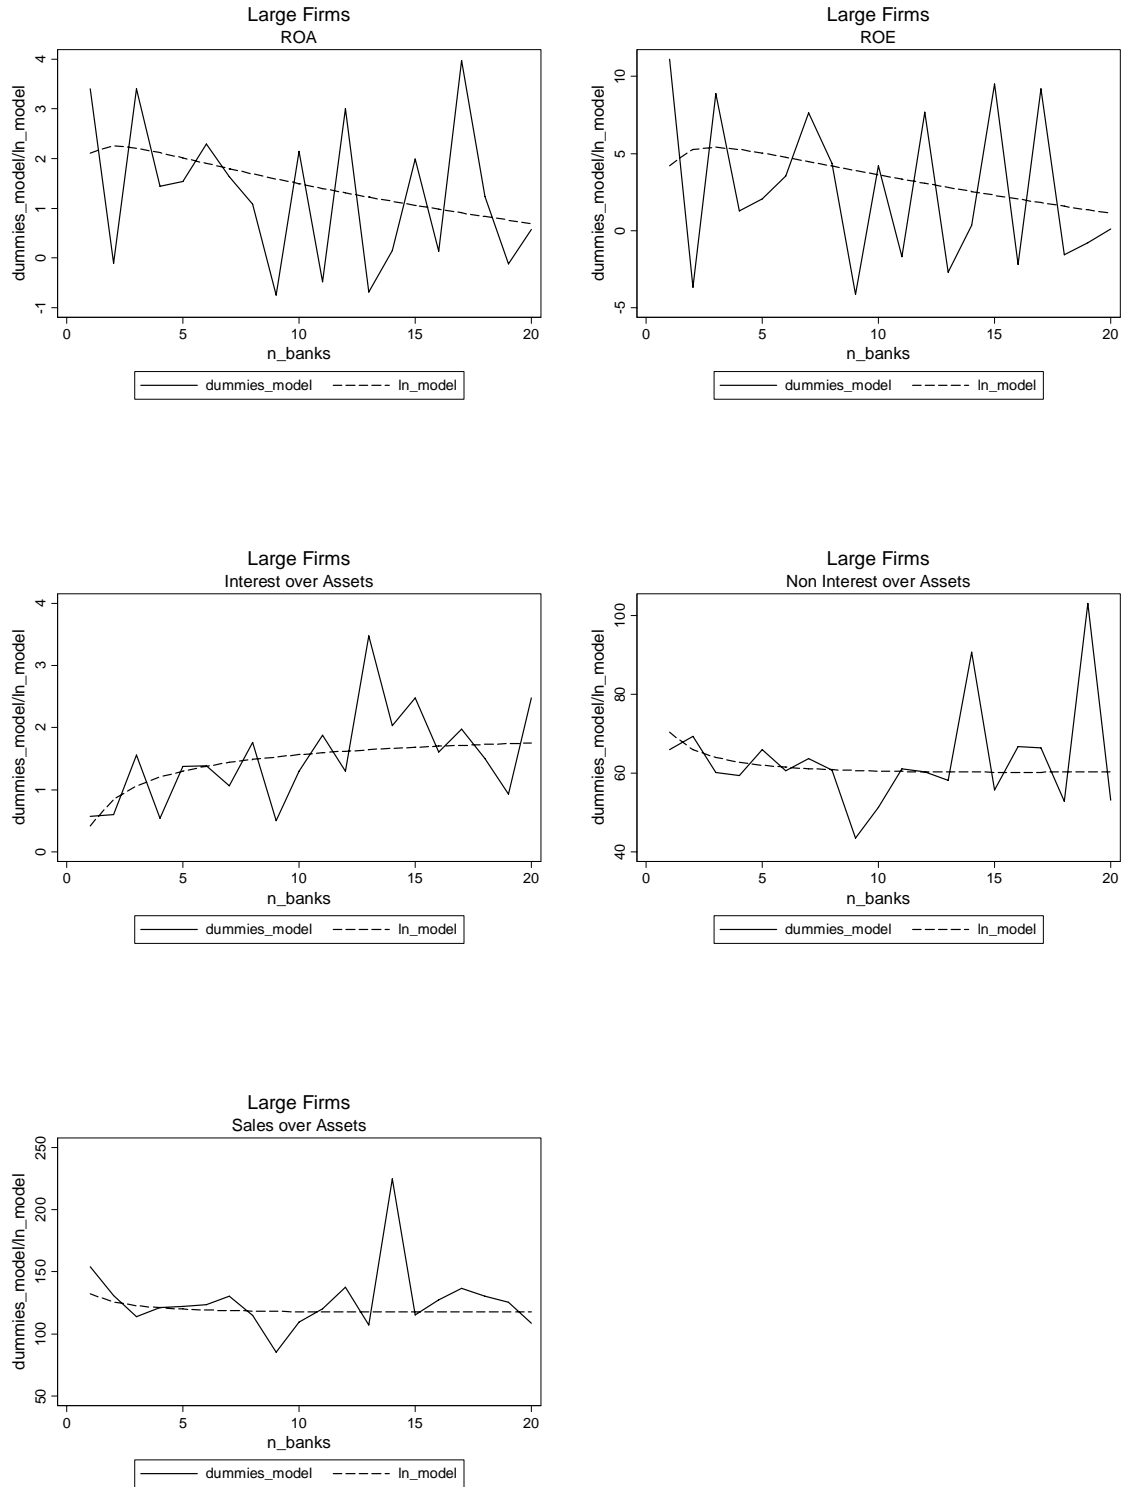 Large Firms
ROA
dummies_model/ln_model
4
3
2
1
0
-1
0 5 10 15 20
n_banks
dummies_model ln_model
Large Firms
ROE
dummies_model/ln_model
10
5
0
-5
0 5 10 15 20
n_banks
dummies_model ln_model
Large Firms
Interest over Assets
dummies_model/ln_model
4
3
2
1
0
0 5 10 15 20
n_banks
dummies_model ln_model
Large Firms
Non Interest over Assets
dummies_model/ln_model
100
80
60
40
0 5 10 15 20
n_banks
dummies_model ln_model
Large Firms
Sales over Assets
dummies_model/ln_model
250
200
150
100
50
0 5 10 15 20
n_banks
dummies_model ln_model